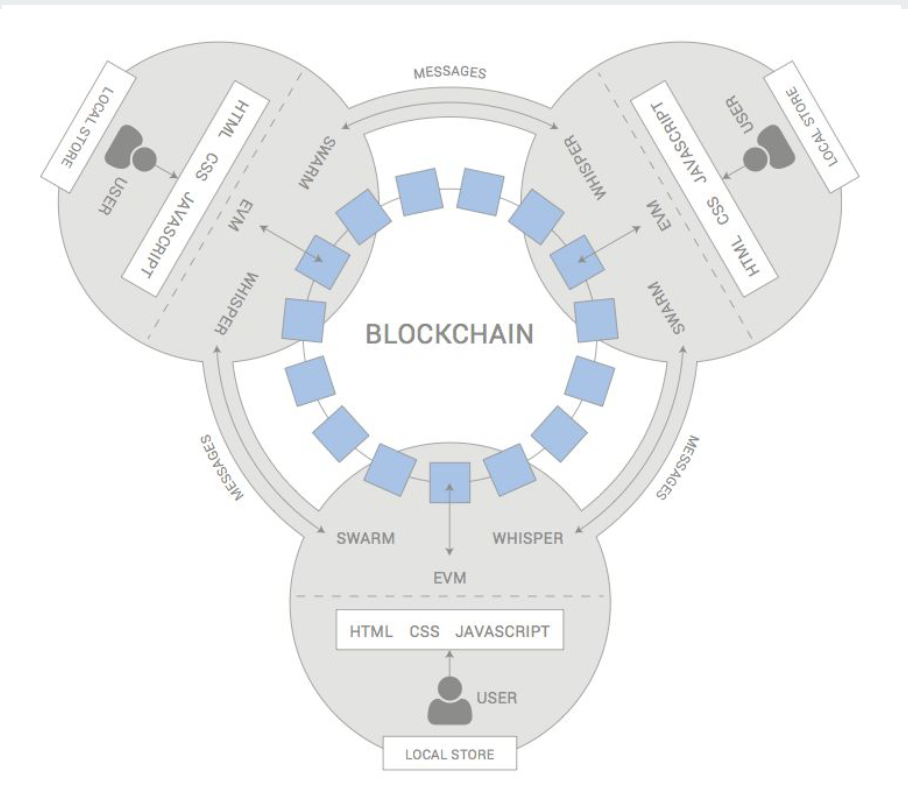 MESSAGES
LOCAL STORE
USER
HTML CSS JAVASCRIPT
SWARM
EVM
WHISPER
LOCAL STORE
USER
HTML CSS JAVASCRIPT
WHISPER
EVM
SWARM
BLOCKCHAIN
MESSAGES
MESSAGES
SWARM
WHISPER
EVM
HTML CSS JAVASCRIPT
USER
LOCAL STORE